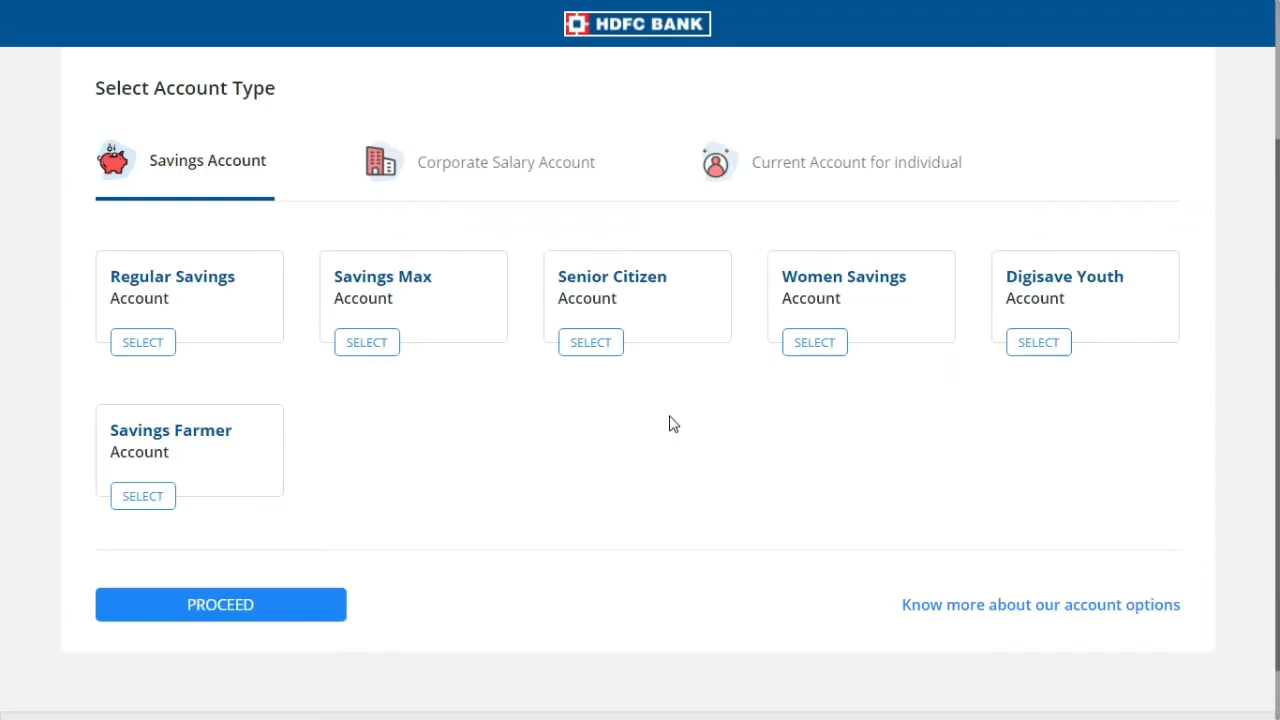 HDFC BANK
Select Account Type
Savings Account
Corporate Salary Account
Current Account for individual
Regular Savings
Account
SELECT
Savings Max
Account
SELECT
Senior Citizen
Account
SELECT
Women Savings
Account
SELECT
Digisave Youth
Account
SELECT
Savings Farmer
Account
SELECT
PROCEED
Know more about our account options